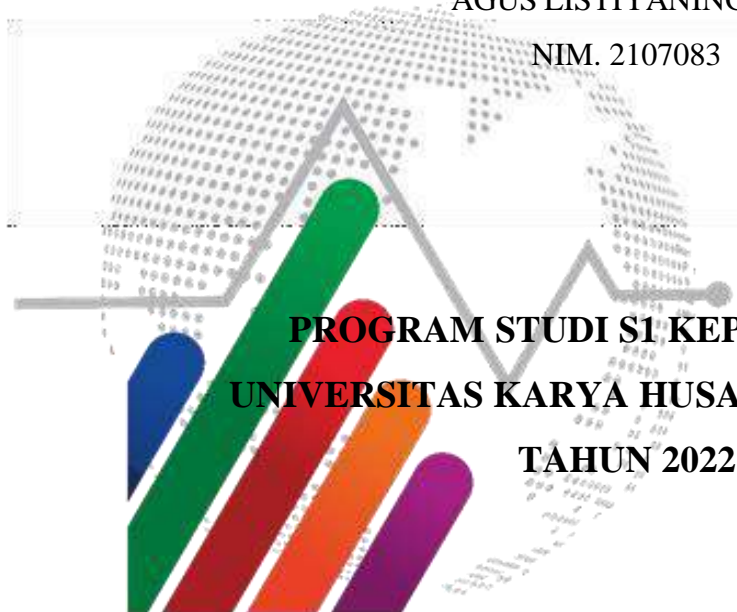 AGUS LISTIYANING
NIM. 2107083
PROGRAM STUDI S1 KEP
UNIVERSITAS KARYA HUSA
TAHUN 2022